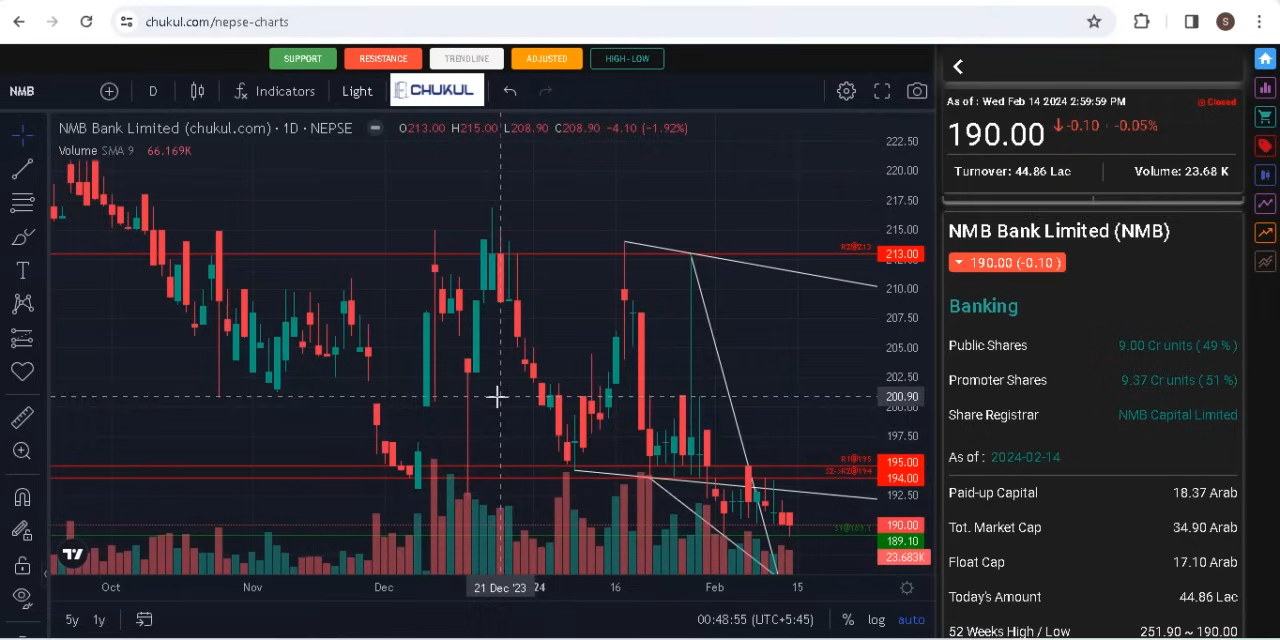 chukul.com/nepse-charts
S
SUPPORT RESISTANCE TRENDLINE ADJUSTED HIGH-LOW
NMB D Indicators Light CHUKUL
NMB Bank Limited (chukul.com) · 1D · NEPSE O213.00 H215.00 L208.90 C208.90 -4.10 (-1.92%)
Volume SMA 9 66.169K
222.50
220.00
217.50
215.00
R2@213
213.00
210.00
207.50
205.00
202.50
200.90
200.00
197.50
R1@195
195.00
194.00
192.50
190.00
189.10
23.683K
Oct Nov Dec 21 Dec '23 24 16 Feb 15
5y 1y 00:48:55 (UTC+5:45) % log auto
As of : Wed Feb 14 2024 2:59:59 PM Closed
190.00 -0.10 -0.05%
Turnover: 44.86 Lac Volume: 23.68 K
NMB Bank Limited (NMB)
190.00 (-0.10 )
Banking
Public Shares 9.00 Cr units ( 49 % )
Promoter Shares 9.37 Cr units ( 51 %)
Share Registrar NMB Capital Limited
As of : 2024-02-14
Paid-up Capital 18.37 Arab
Tot. Market Cap 34.90 Arab
Float Cap 17.10 Arab
Today's Amount 44.86 Lac
52 Weeks High / Low 251.90 ~ 190.00